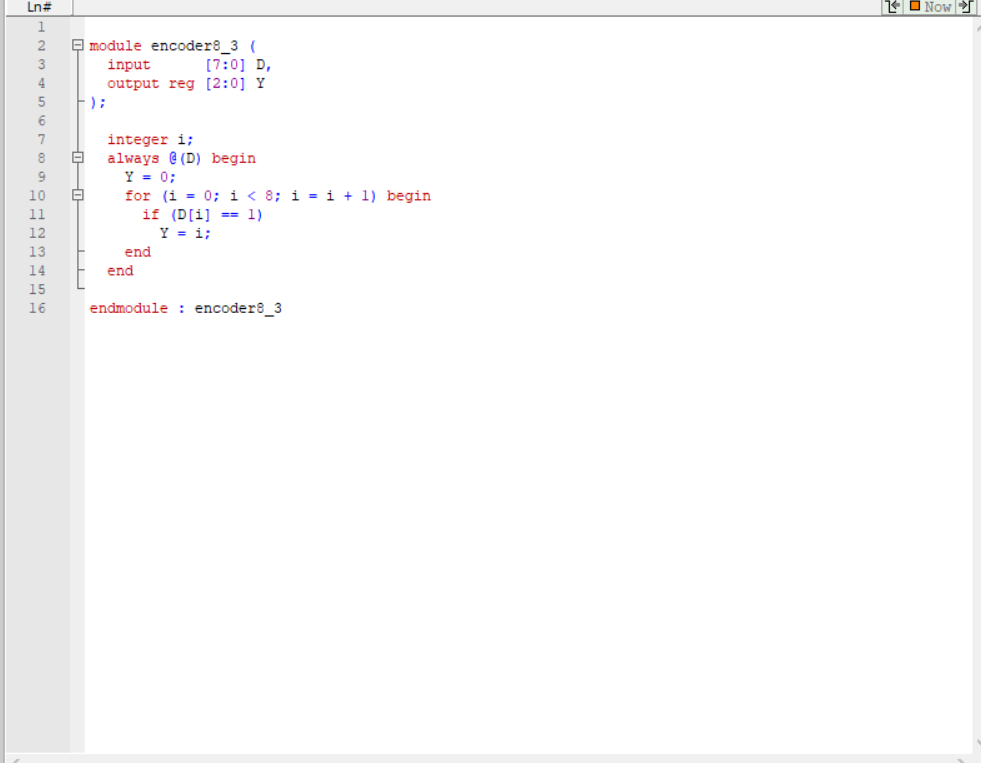 Ln#
Now
1
2 module encoder8_3 (
3   input      [7:0] D,
4   output reg [2:0] Y
5 );
6
7   integer i;
8   always @(D) begin
9     Y = 0;
10     for (i = 0; i < 8; i = i + 1) begin
11       if (D[i] == 1)
12         Y = i;
13     end
14   end
15
16 endmodule : encoder8_3